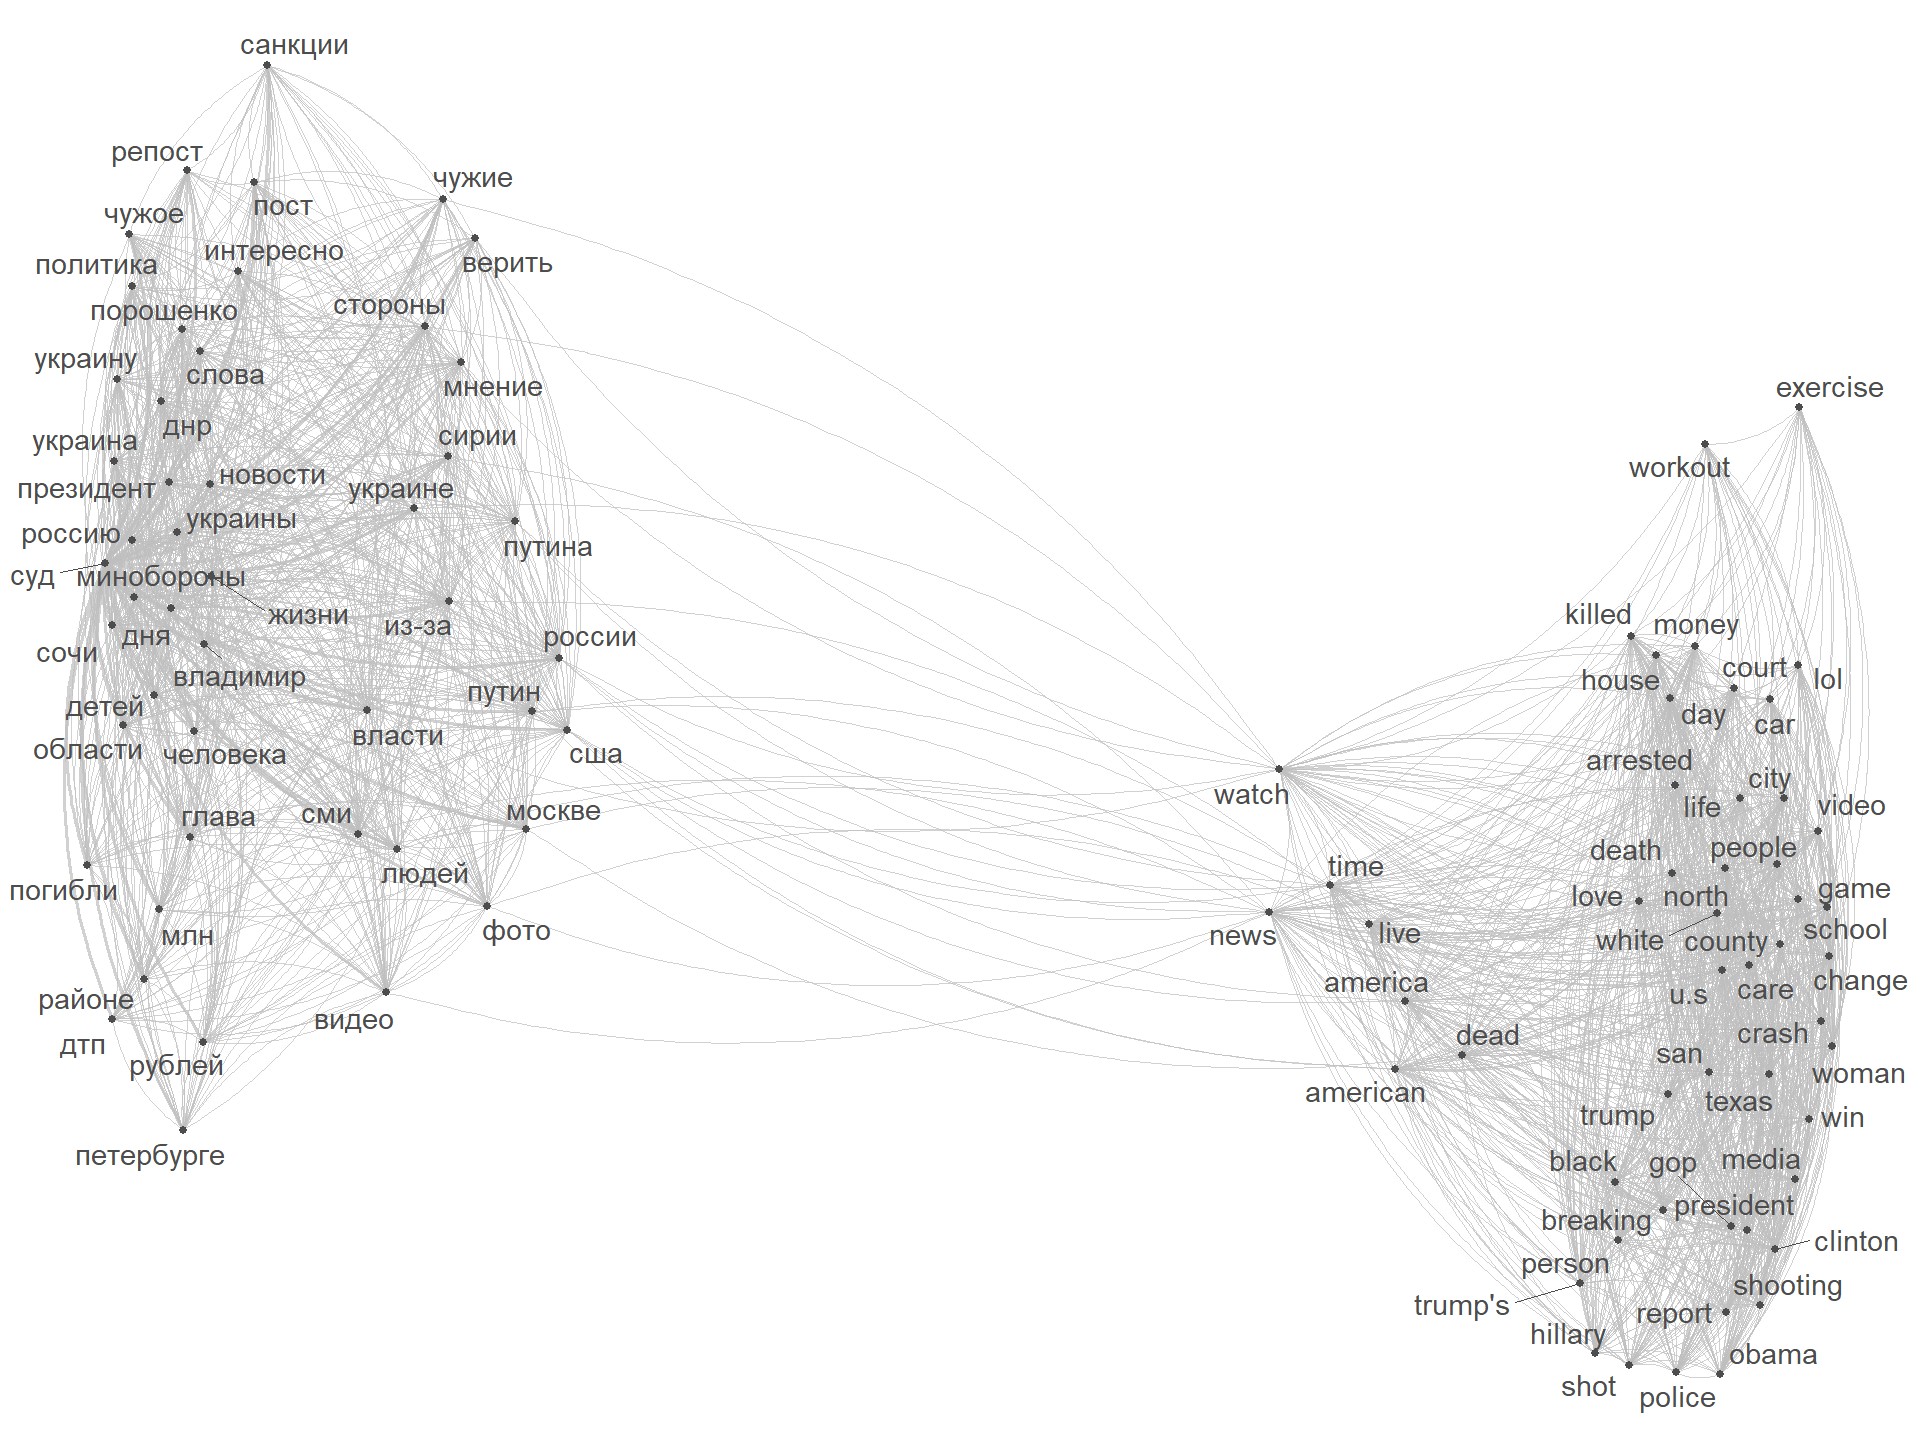 санкции
репост
пост
чужое
интересно
политика
порошенко
украину
слова
днр
украина
президент
новости
украины
россию
суд
минобороны
жизни
дня
сочи
владимир
детей
области
человека
глава
погибли
млн
районе
дтп
рублей
петербурге
чужие
верить
стороны
мнение
сирии
украине
путина
из-за
россии
путин
власти
сша
москве
сми
людей
фото
видео
watch
time
news
live
america
dead
american
exercise
workout
killed
money
house
court
lol
day
car
arrested
city
life
video
death
people
love
north
game
white
county
school
u.s
care
change
crash
san
woman
trump
texas
win
black
gop
media
president
breaking
clinton
person
shooting
trump's
report
hillary
obama
shot
police